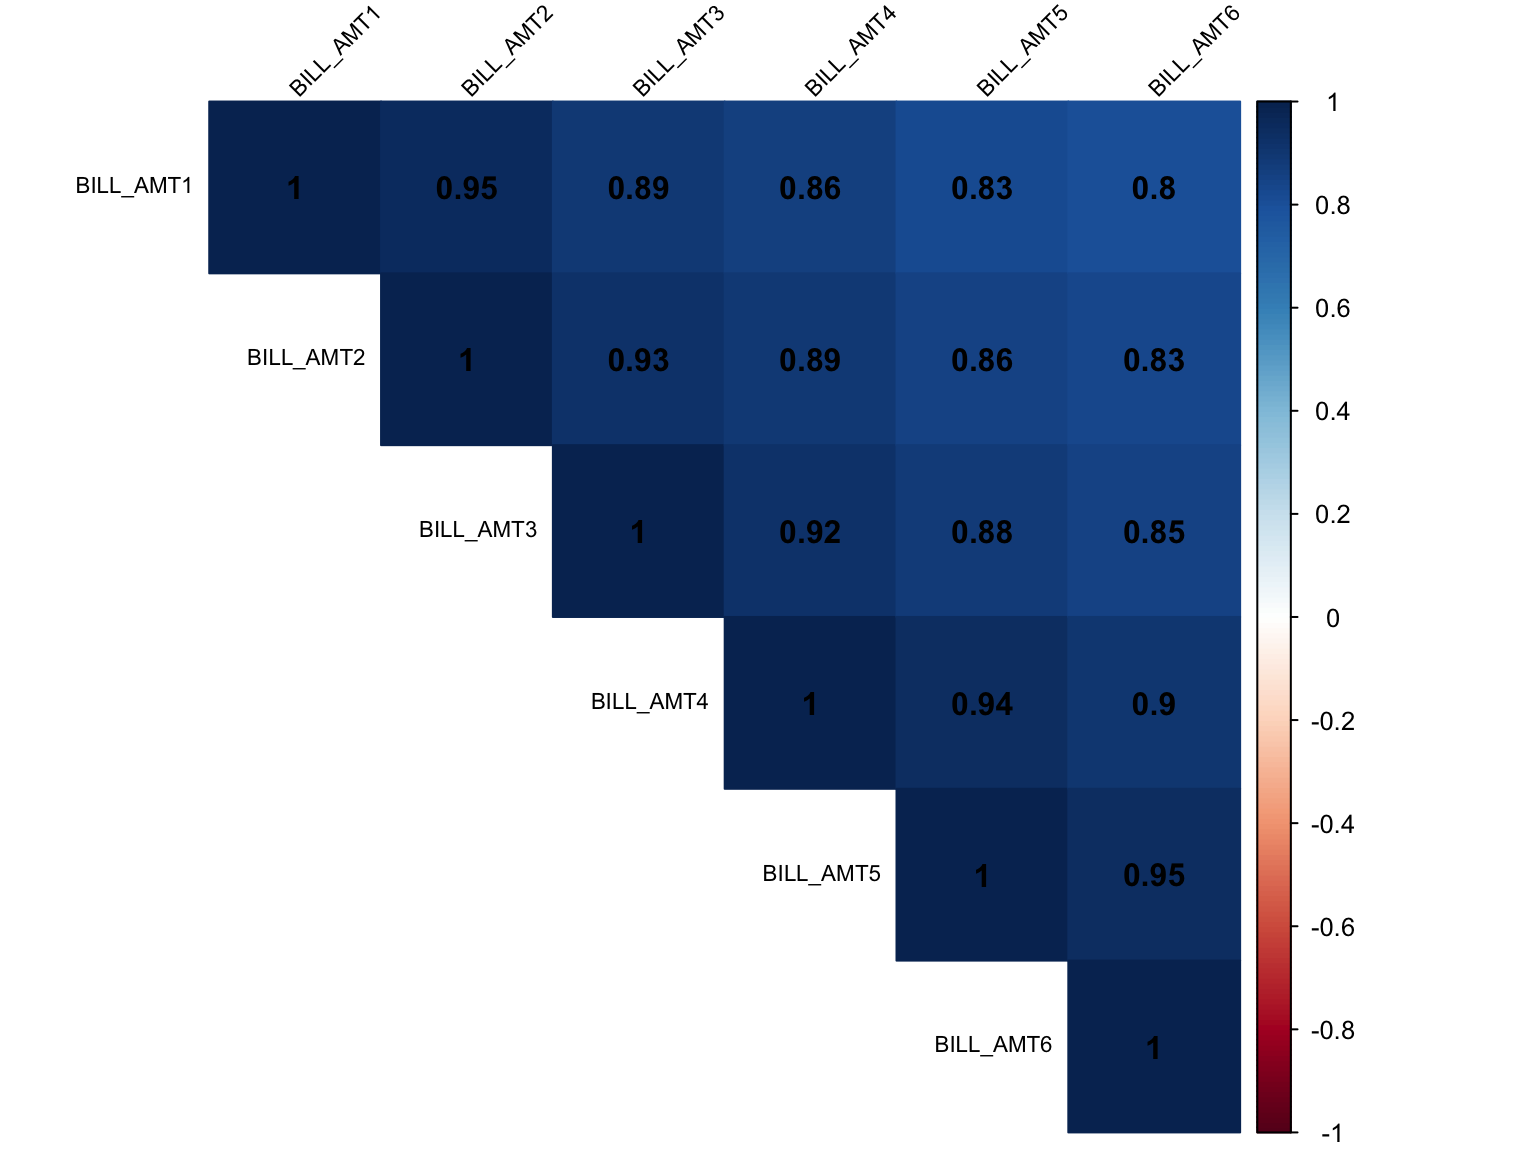 BILL_AMT1 BILL_AMT2 BILL_AMT3 BILL_AMT4 BILL_AMT5 BILL_AMT6
BILL_AMT1 1 0.95 0.89 0.86 0.83 0.8
BILL_AMT2 1 0.93 0.89 0.86 0.83
BILL_AMT3 1 0.92 0.88 0.85
BILL_AMT4 1 0.94 0.9
BILL_AMT5 1 0.95
BILL_AMT6 1
1
0.8
0.6
0.4
0.2
0
-0.2
-0.4
-0.6
-0.8
-1